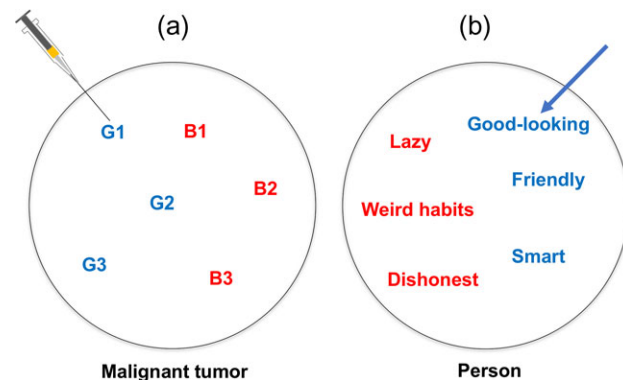 (a)
G1
B1
G2
B2
G3
B3
Malignant tumor
(b)
Good-looking
Lazy
Friendly
Weird habits
Smart
Dishonest
Person